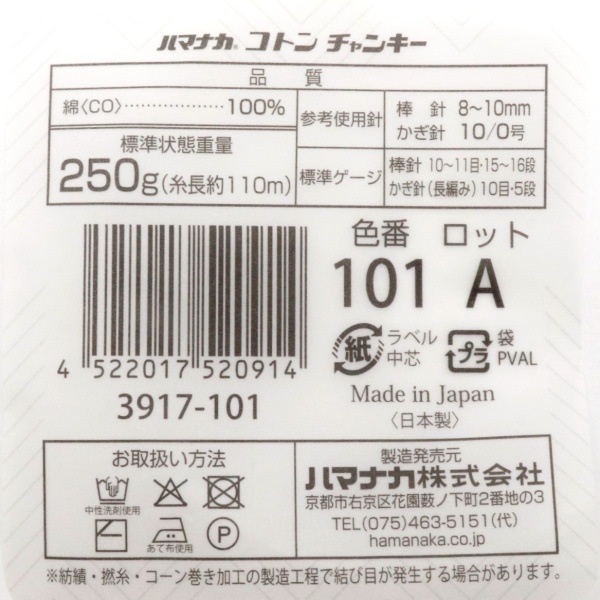 ハマナカ® コトン チャンキー
品質
綿〈CO〉………………100%
標準状態重量
250g(糸長約110m)
参考使用針
棒針 8〜10mm
かぎ針 10/0号
標準ゲージ
棒針 10〜11目・15〜16段
かぎ針(長編み)10目・5段
色番 ロット
101 A
4 522017 520914
3917-101
紙
ラベル
中芯
プラ
袋
PVAL
Made in Japan
〈日本製〉
お取扱い方法
中性洗剤使用
あて布使用
P
製造発売元
ハマナカ株式会社
京都市右京区花園薮ノ下町2番地の3
TEL(075)463-5151(代)
hamanaka.co.jp
※紡績・撚糸・コーン巻き加工の製造工程で結び目が発生する場合があります。